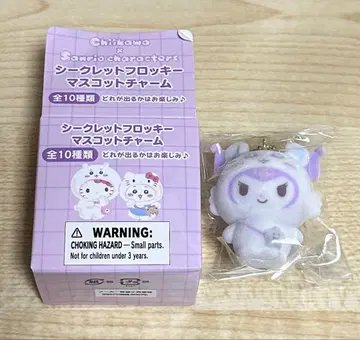 Chiikawa
×
Sanrio characters
シークレットフロッキー
マスコットチャーム
全10種類 どれが出るかはお楽しみ♪
シークレットフロッキー
マスコットチャーム
全10種類 どれが出るかはお楽しみ♪
WARNING:
CHOKING HAZARD—Small parts.
Not for children under 3 years.